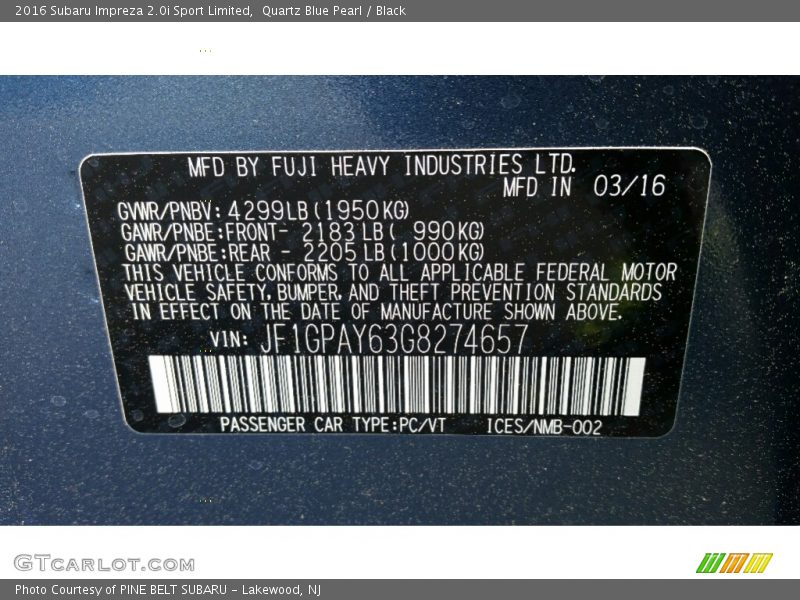 2016 Subaru Impreza 2.0i Sport Limited,  Quartz Blue Pearl / Black
MFD BY FUJI HEAVY INDUSTRIES LTD.
MFD IN 03/16
GVWR/PNBV: 4299LB(1950KG)
GAWR/PNBE:FRONT- 2183LB( 990KG)
GAWR/PNBE:REAR - 2205LB(1000KG)
THIS VEHICLE CONFORMS TO ALL APPLICABLE FEDERAL MOTOR
VEHICLE SAFETY, BUMPER, AND THEFT PREVENTION STANDARDS
IN EFFECT ON THE DATE OF MANUFACTURE SHOWN ABOVE.
VIN: JF1GPAY63G8274657
PASSENGER CAR TYPE:PC/VT ICES/NMB-002
GTCARLOT.COM
Photo Courtesy of PINE BELT SUBARU - Lakewood, NJ